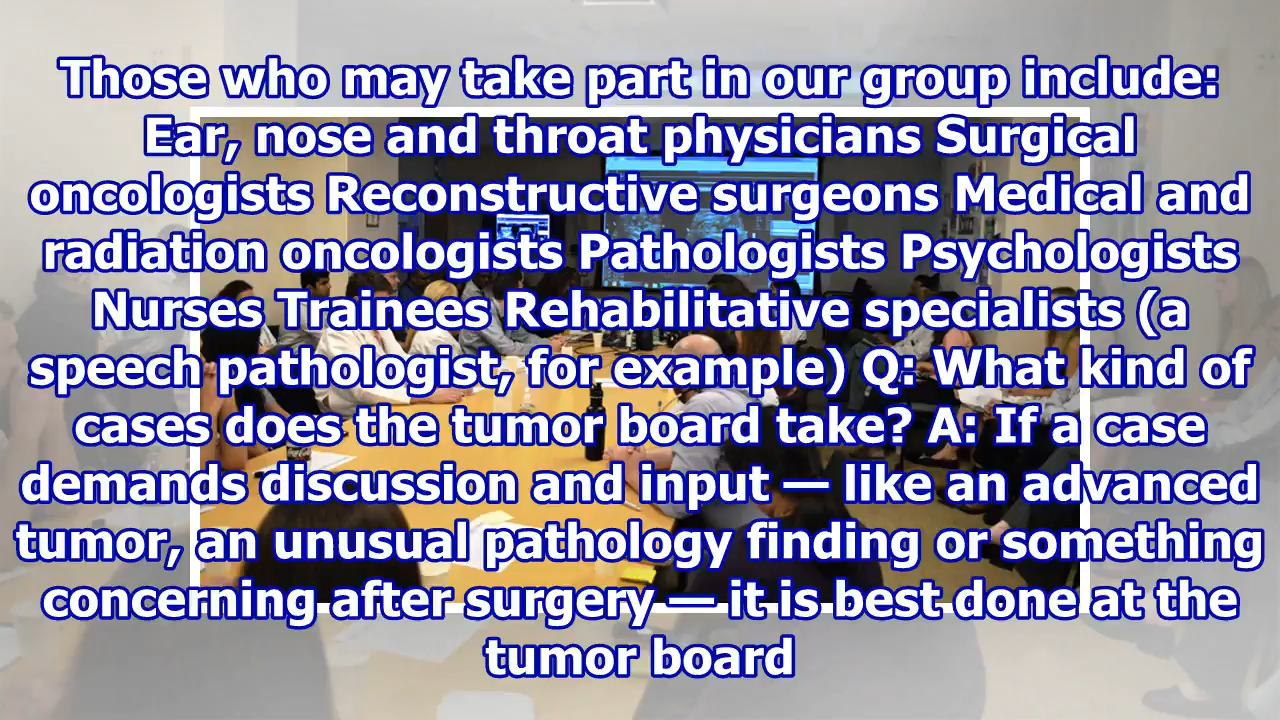 Those who may take part in our group include:
Ear, nose and throat physicians Surgical
oncologists Reconstructive surgeons Medical and
radiation oncologists Pathologists Psychologists
Nurses Trainees Rehabilitative specialists (a
speech pathologist, for example) Q: What kind of
cases does the tumor board take? A: If a case
demands discussion and input — like an advanced
tumor, an unusual pathology finding or something
concerning after surgery — it is best done at the
tumor board